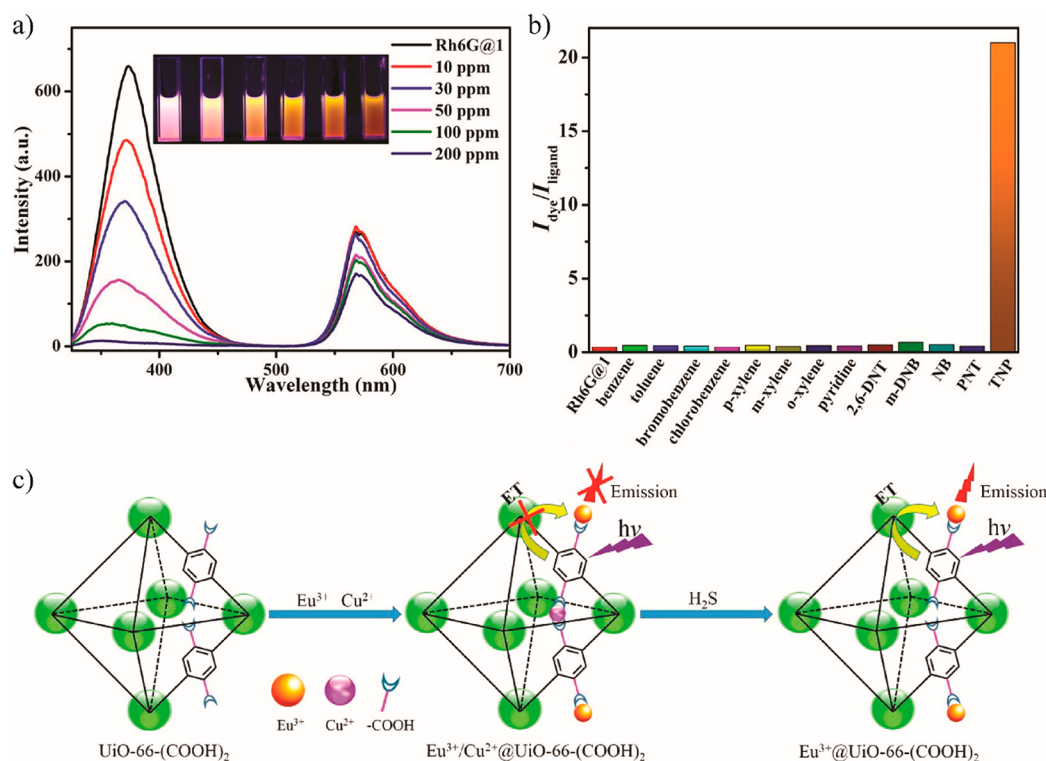 a)
Intensity (a.u.)
600
400
200
0
400
500
600
700
Wavelength (nm)
Rh6G@1
10 ppm
30 ppm
50 ppm
100 ppm
200 ppm
b)
I_dye/I_ligand
20
15
10
5
0
Rh6G@1
benzene
toluene
bromobenzene
chlorobenzene
p-xylene
m-xylene
o-xylene
pyridine
2,6-DNT
m-DNB
NB
PNT
TNP
c)
ET
Emission
hν
ET
Emission
hν
Eu³⁺ Cu²⁺
H₂S
Eu³⁺
Cu²⁺
-COOH
UiO-66-(COOH)₂
Eu³⁺/Cu²⁺@UiO-66-(COOH)₂
Eu³⁺@UiO-66-(COOH)₂